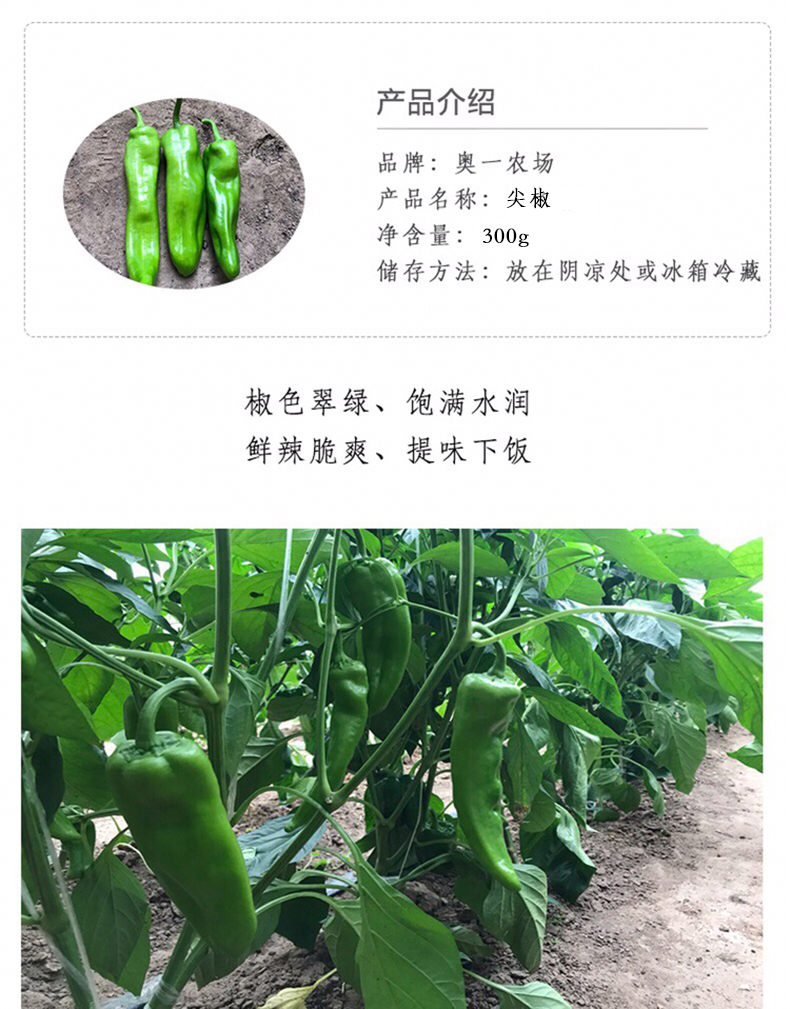 产品介绍
品牌：奥一农场
产品名称：尖椒
净含量：300g
储存方法：放在阴凉处或冰箱冷藏
椒色翠绿、饱满水润
鲜辣脆爽、提味下饭